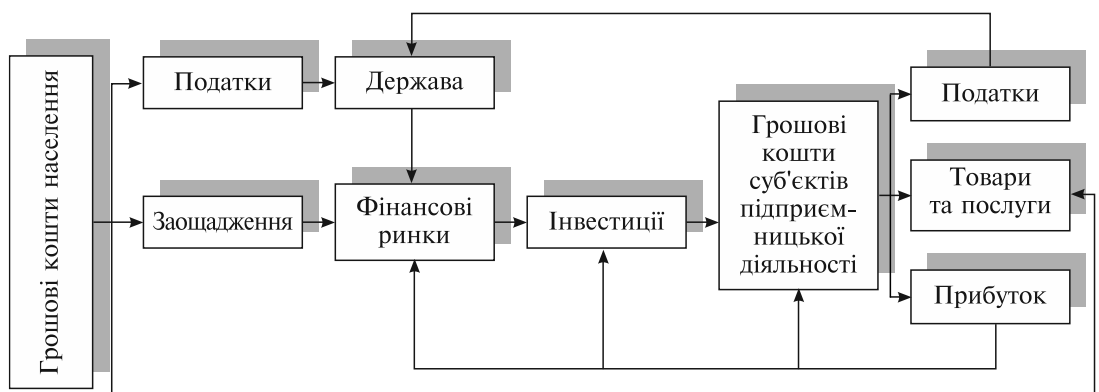 Грошові кошти населення
Податки
Держава
Заощадження
Фінансові
ринки
Інвестиції
Грошові
кошти
суб'єктів
підприєм-
ницької
діяльності
Податки
Товари
та послуги
Прибуток